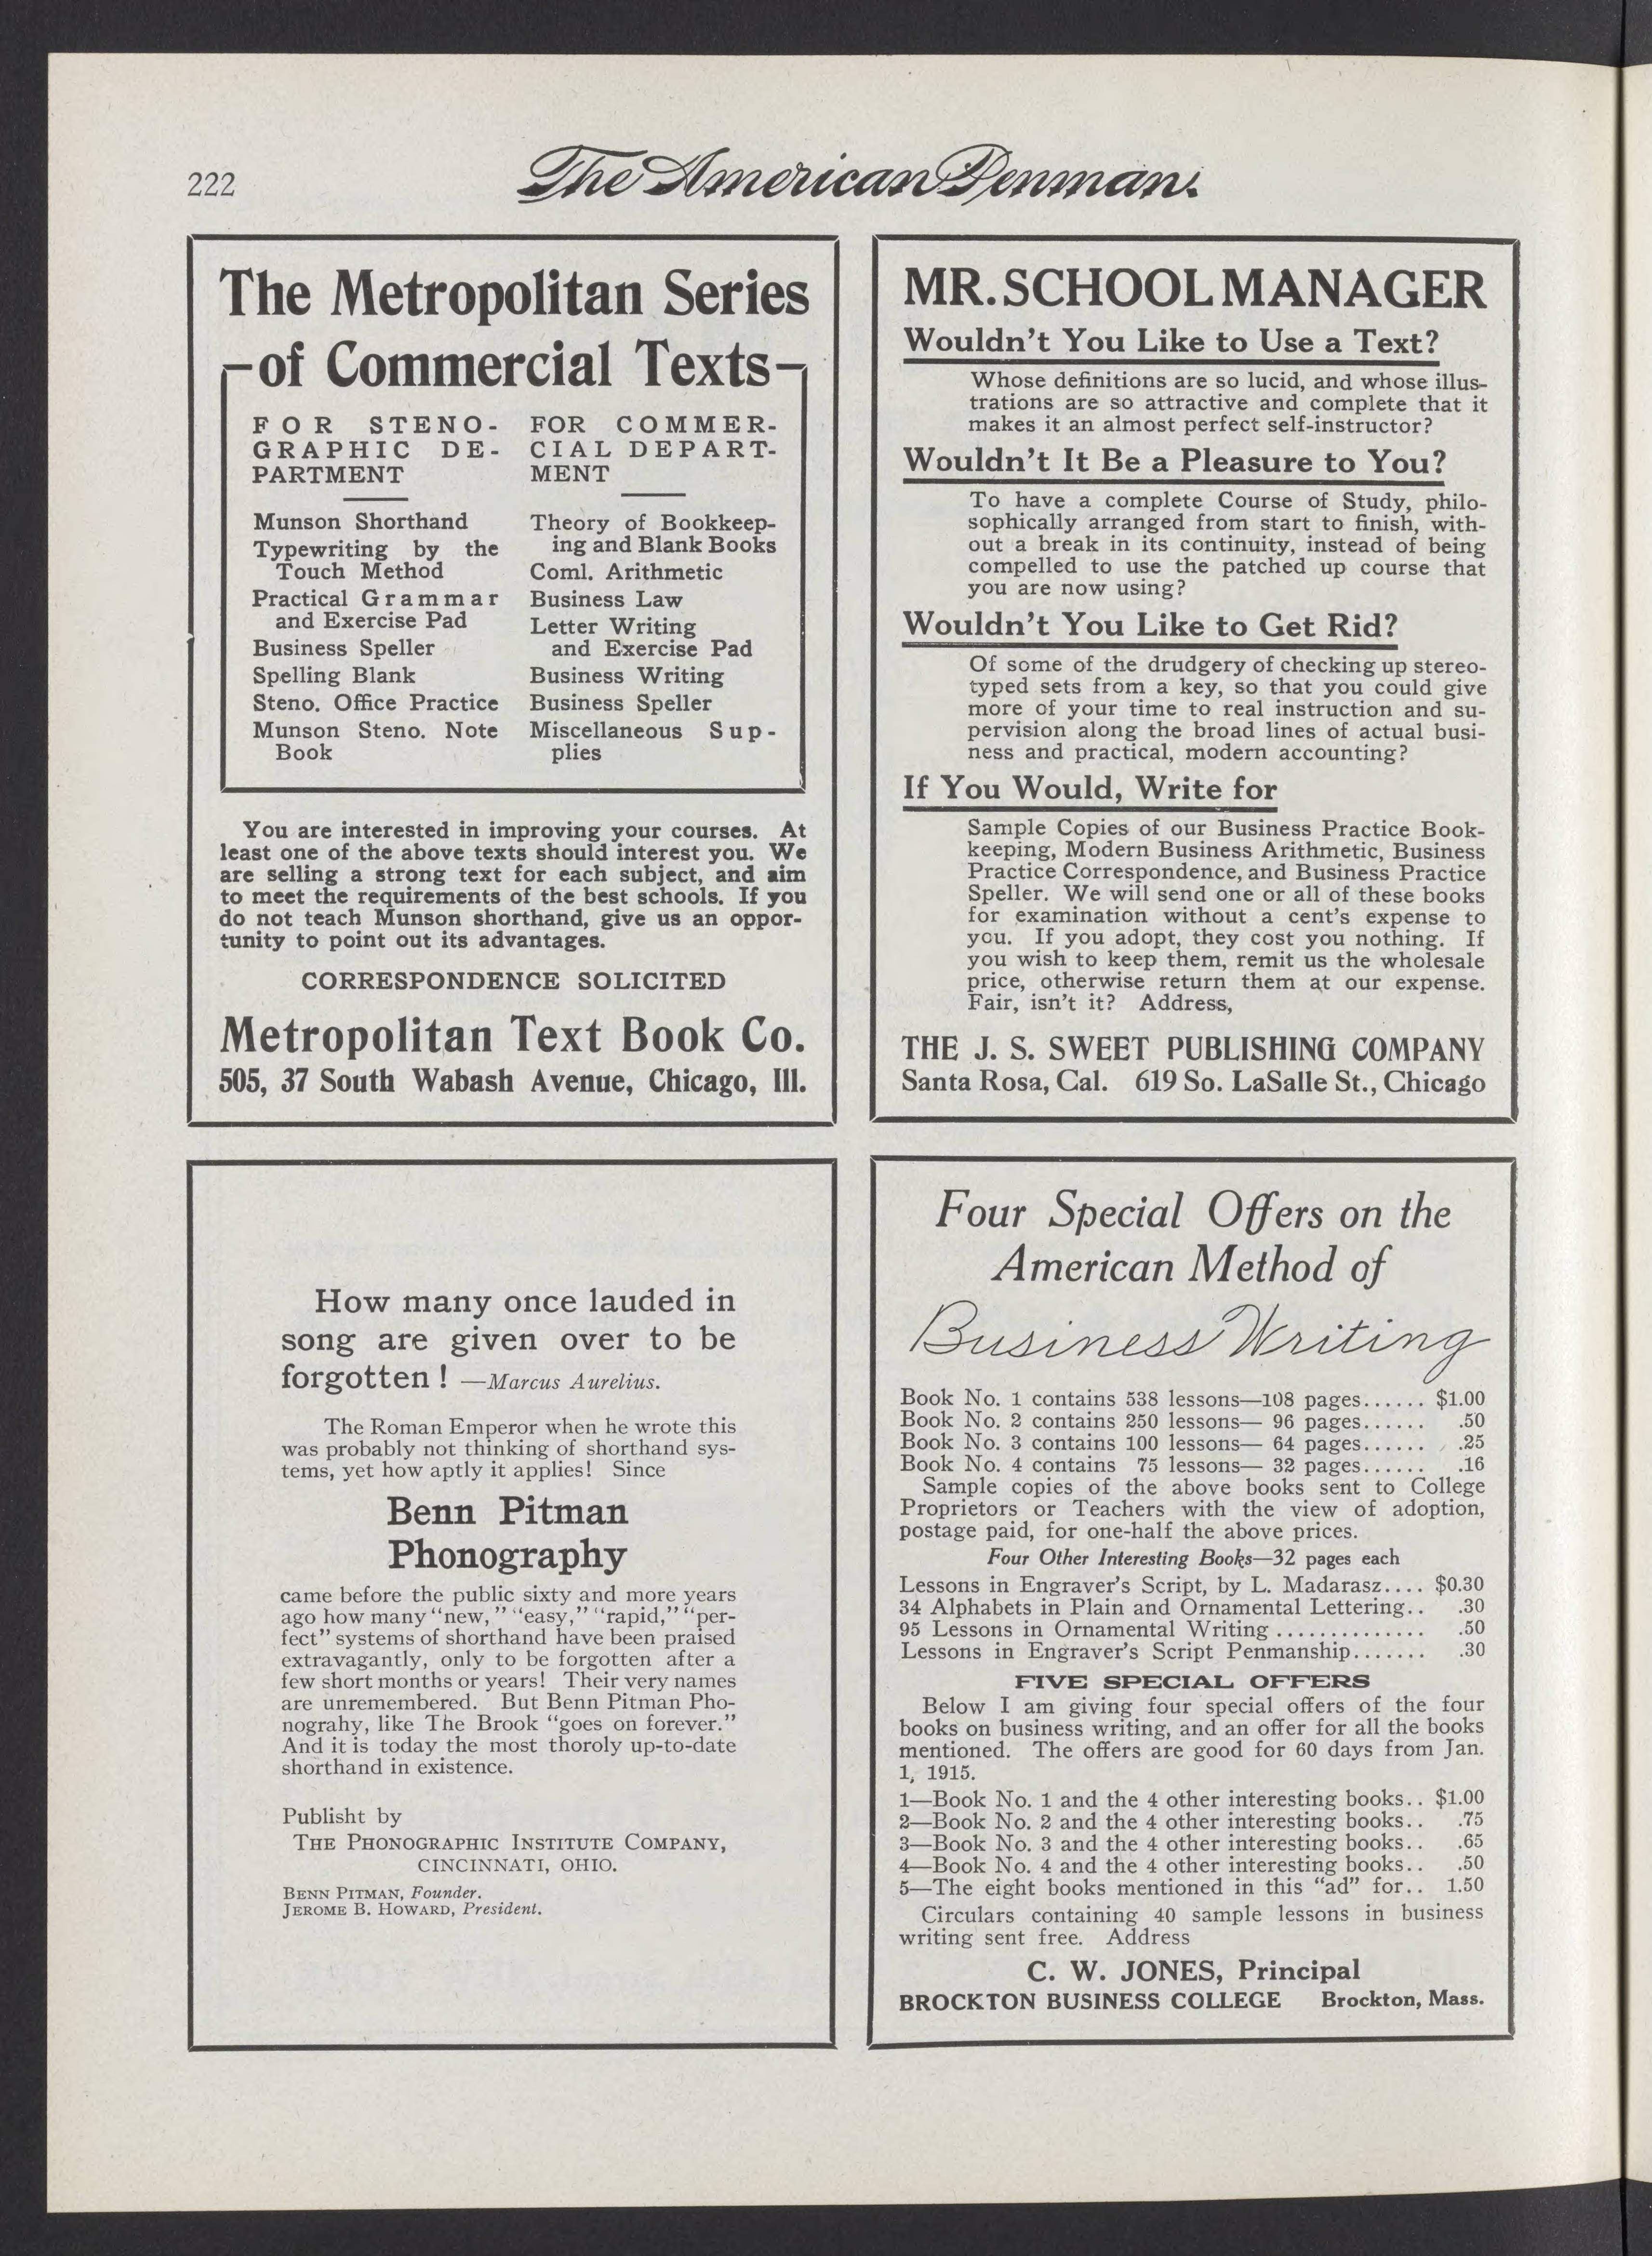 222
The American Penman.
The Metropolitan Series
of Commercial Texts
FOR STENO-
GRAPHIC DE-
PARTMENT
Munson Shorthand
Typewriting by the
Touch Method
Practical Grammar
and Exercise Pad
Business Speller
Spelling Blank
Steno. Office Practice
Munson Steno. Note
Book
FOR COMMER-
CIAL DEPART-
MENT
Theory of Bookkeep-
ing and Blank Books
Coml. Arithmetic
Business Law
Letter Writing
and Exercise Pad
Business Writing
Business Speller
Miscellaneous Sup-
plies
You are interested in improving your courses. At
least one of the above texts should interest you. We
are selling a strong text for each subject, and aim
to meet the requirements of the best schools. If you
do not teach Munson shorthand, give us an oppor-
tunity to point out its advantages.
CORRESPONDENCE SOLICITED
Metropolitan Text Book Co.
505, 37 South Wabash Avenue, Chicago, Ill.
MR. SCHOOL MANAGER
Wouldn't You Like to Use a Text?
Whose definitions are so lucid, and whose illus-
trations are so attractive and complete that it
makes it an almost perfect self-instructor?
Wouldn't It Be a Pleasure to You?
To have a complete Course of Study, philo-
sophically arranged from start to finish, with-
out a break in its continuity, instead of being
compelled to use the patched up course that
you are now using?
Wouldn't You Like to Get Rid?
Of some of the drudgery of checking up stereo-
typed sets from a key, so that you could give
more of your time to real instruction and su-
pervision along the broad lines of actual busi-
ness and practical, modern accounting?
If You Would, Write for
Sample Copies of our Business Practice Book-
keeping, Modern Business Arithmetic, Business
Practice Correspondence, and Business Practice
Speller. We will send one or all of these books
for examination without a cent's expense to
you. If you adopt, they cost you nothing. If
you wish to keep them, remit us the wholesale
price, otherwise return them at our expense.
Fair, isn't it? Address,
THE J. S. SWEET PUBLISHING COMPANY
Santa Rosa, Cal. 619 So. LaSalle St., Chicago
How many once lauded in
song are given over to be
forgotten! —Marcus Aurelius.
The Roman Emperor when he wrote this
was probably not thinking of shorthand sys-
tems, yet how aptly it applies! Since
Benn Pitman
Phonography
came before the public sixty and more years
ago how many "new," "easy," "rapid," "per-
fect" systems of shorthand have been praised
extravagantly, only to be forgotten after a
few short months or years! Their very names
are unremembered. But Benn Pitman Pho-
nograhy, like The Brook "goes on forever."
And it is today the most thoroly up-to-date
shorthand in existence.
Publisht by
THE PHONOGRAPHIC INSTITUTE COMPANY,
CINCINNATI, OHIO.
BENN PITMAN, Founder.
JEROME B. HOWARD, President.
Four Special Offers on the
American Method of
Business Writing
Book No. 1 contains 538 lessons—108 pages...... $1.00
Book No. 2 contains 250 lessons— 96 pages...... .50
Book No. 3 contains 100 lessons— 64 pages...... .25
Book No. 4 contains 75 lessons— 32 pages...... .16
Sample copies of the above books sent to College
Proprietors or Teachers with the view of adoption,
postage paid, for one-half the above prices.
Four Other Interesting Books—32 pages each
Lessons in Engraver's Script, by L. Madarasz.... $0.30
34 Alphabets in Plain and Ornamental Lettering.. .30
95 Lessons in Ornamental Writing .............. .50
Lessons in Engraver's Script Penmanship....... .30
FIVE SPECIAL OFFERS
Below I am giving four special offers of the four
books on business writing, and an offer for all the books
mentioned. The offers are good for 60 days from Jan.
1, 1915.
1—Book No. 1 and the 4 other interesting books.. $1.00
2—Book No. 2 and the 4 other interesting books.. .75
3—Book No. 3 and the 4 other interesting books.. .65
4—Book No. 4 and the 4 other interesting books.. .50
5—The eight books mentioned in this "ad" for.. 1.50
Circulars containing 40 sample lessons in business
writing sent free. Address
C. W. JONES, Principal
BROCKTON BUSINESS COLLEGE Brockton, Mass.